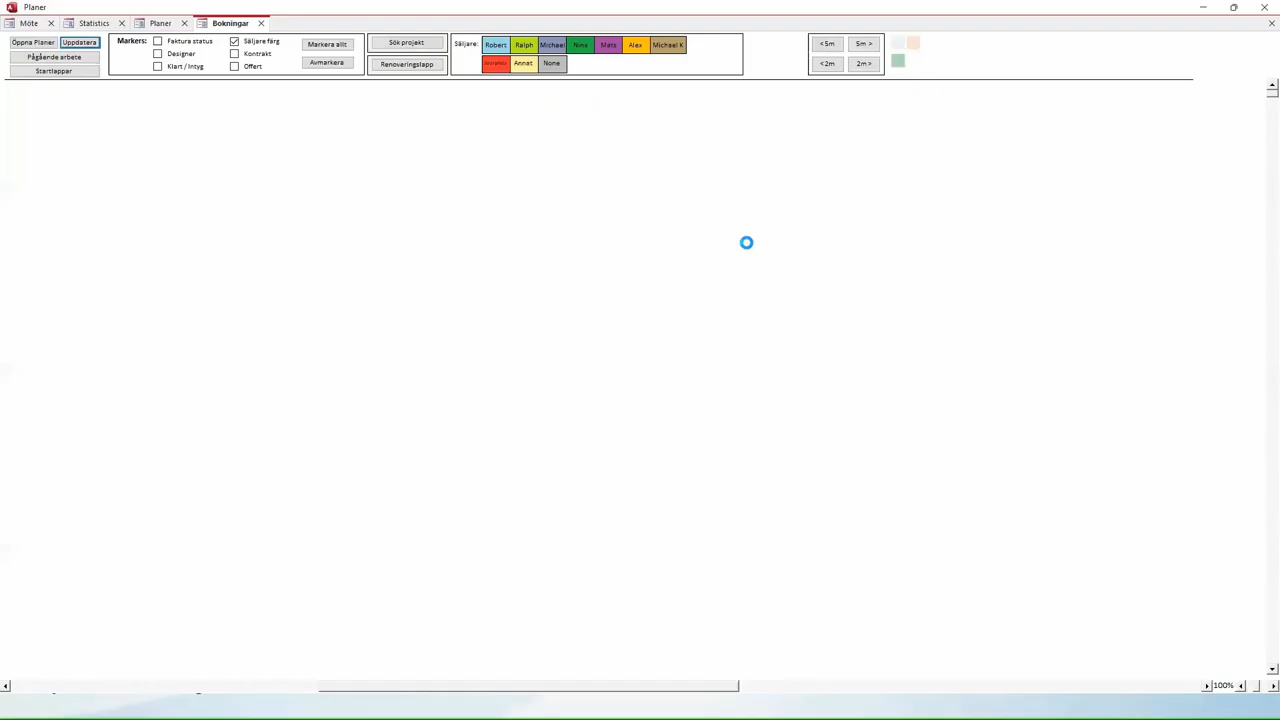 Planer
Möte
Statistics
Planer
Bokningar
Öppna Planer
Uppdatera
Pågående arbete
Startlappar
Markers:
Faktura status
Säljare färg
Designer
Kontrakt
Klart / Intyg
Offert
Markera allt
Avmarkera
Sök projekt
Renoveringslapp
Säljare:
Robert
Ralph
Michael
Nina
Mats
Alex
Michael K
Annat
None
<5m
5m >
<2m
2m >
100%